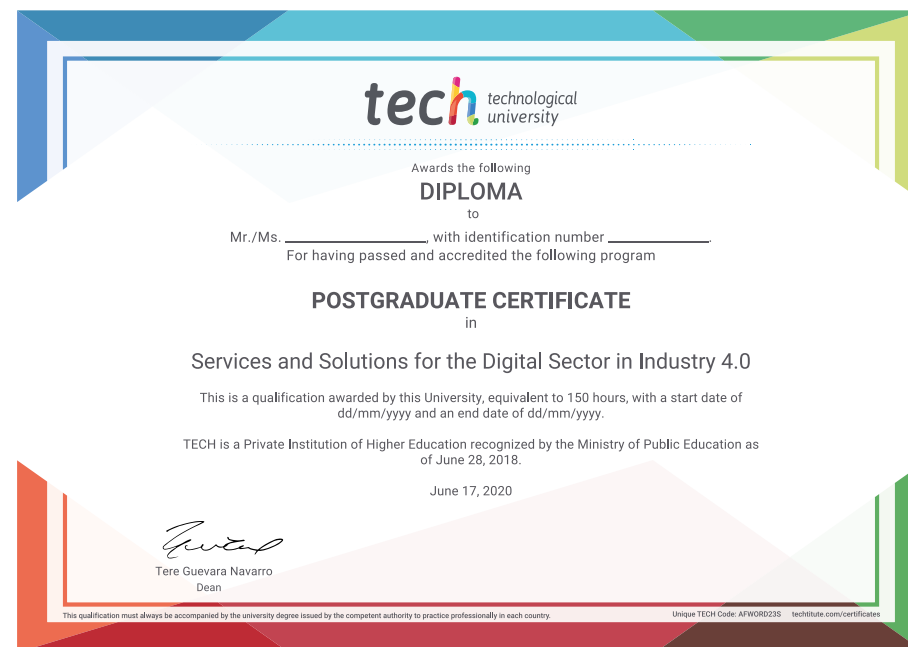 tech technological
university
Awards the following
DIPLOMA
to
Mr./Ms. ____________________, with identification number ______________.
For having passed and accredited the following program
POSTGRADUATE CERTIFICATE
in
Services and Solutions for the Digital Sector in Industry 4.0
This is a qualification awarded by this University, equivalent to 150 hours, with a start date of
dd/mm/yyyy and an end date of dd/mm/yyyy.
TECH is a Private Institution of Higher Education recognized by the Ministry of Public Education as
of June 28, 2018.
June 17, 2020
Tere Guevara Navarro
Dean
This qualification must always be accompanied by the university degree issued by the competent authority to practice professionally in each country.
Unique TECH Code: AFWORD23S techtitute.com/certificates